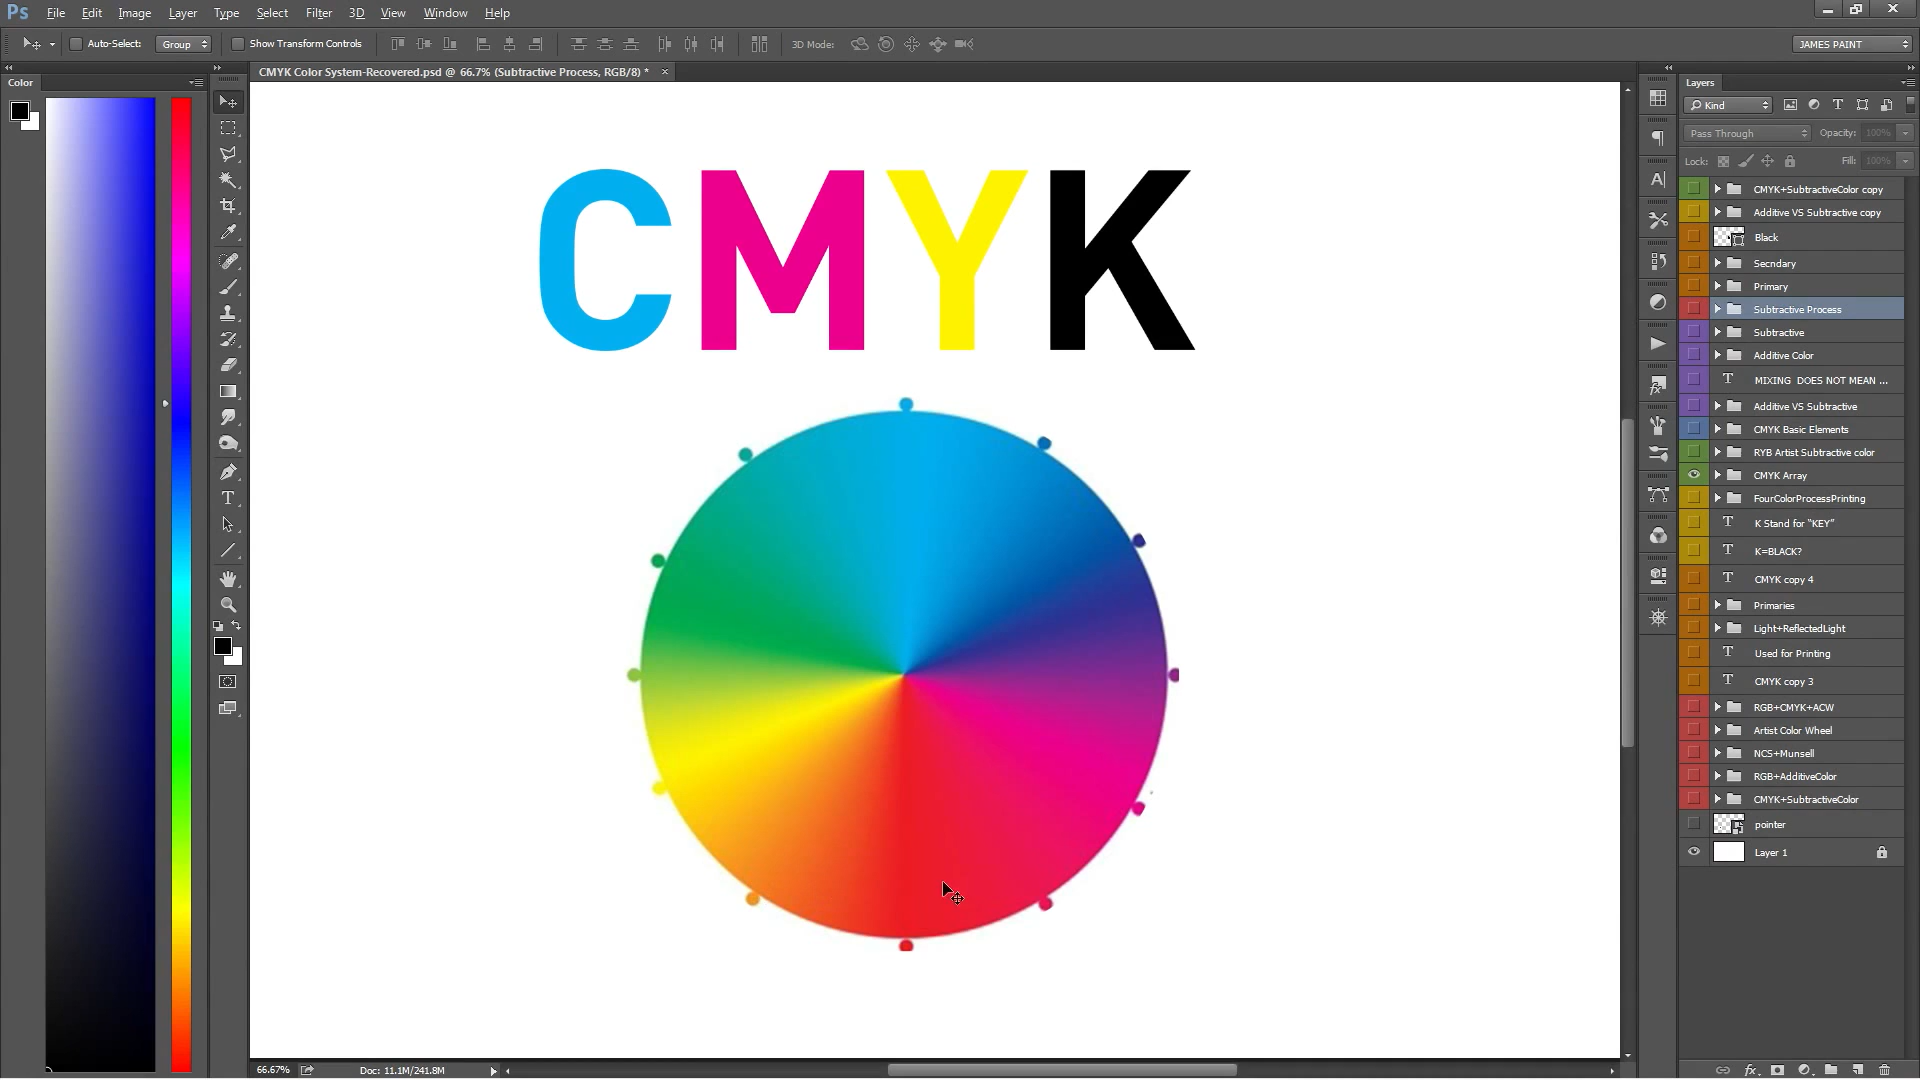 Ps File Edit Image Layer Type Select Filter 3D View Window Help
Auto-Select: Group Show Transform Controls 3D Mode: JAMES PAINT
CMYK Color System-Recovered.psd @ 66.7% (Subtractive Process, RGB/8) *
Color
CMYK
Layers
Kind
Pass Through Opacity: 100%
Lock: Fill: 100%
CMYK+SubtractiveColor copy
Additive VS Subtractive copy
Black
Secndary
Primary
Subtractive Process
Subtractive
Additive Color
MIXING DOES NOT MEAN ...
Additive VS Subtractive
CMYK Basic Elements
RYB Artist Subtractive color
CMYK Array
FourColorProcessPrinting
K Stand for "KEY"
K=BLACK?
CMYK copy 4
Primaries
Light+ReflectedLight
Used for Printing
CMYK copy 3
RGB+CMYK+ACW
Artist Color Wheel
NCS+Munsell
RGB+AdditiveColor
CMYK+SubtractiveColor
pointer
Layer 1
66.67% Doc: 11.1M/241.8M